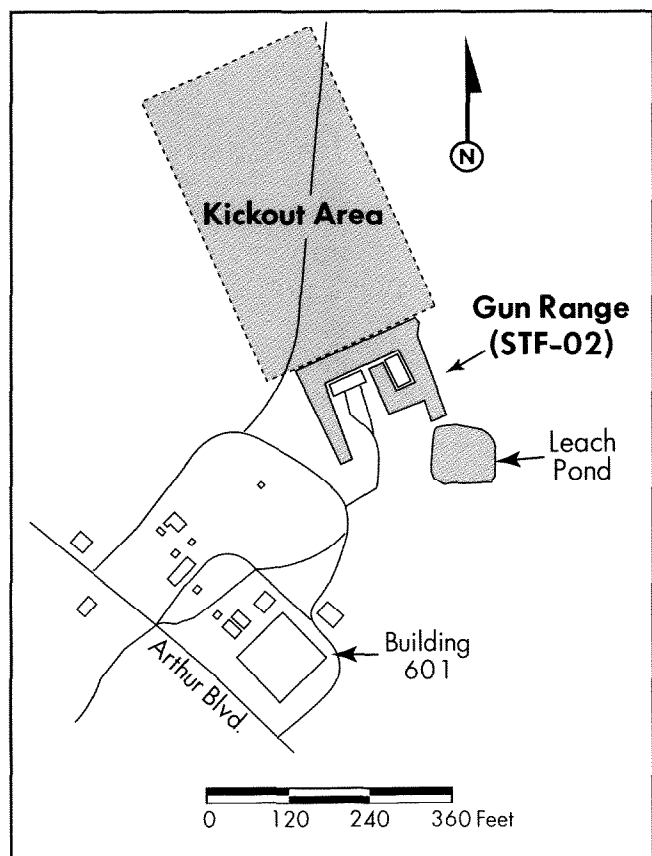 N
Kickout Area
Gun Range
(STF-02)
Leach
Pond
Building
601
Arthur Blvd.
0 120 240 360 Feet